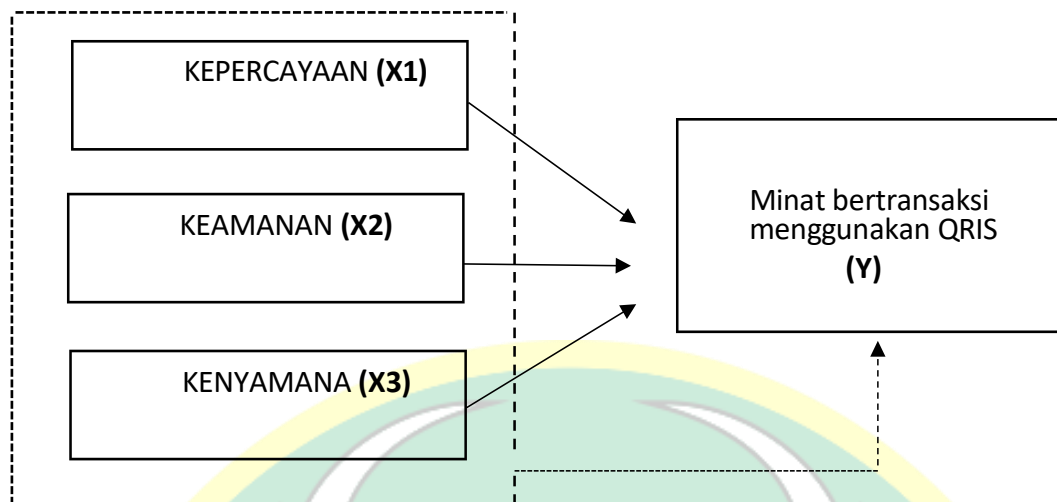 KEPERCAYAAN (X1)
KEAMANAN (X2)
KENYAMANA (X3)
Minat bertransaksi
menggunakan QRIS
(Y)